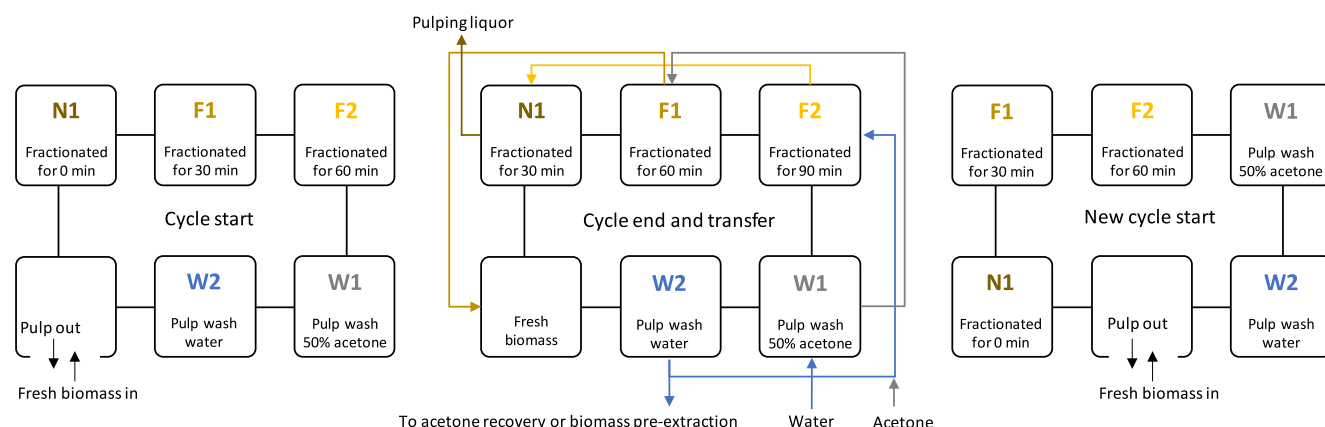 Pulping liquor
N1
Fractionated
for 0 min
F1
Fractionated
for 30 min
F2
Fractionated
for 60 min
Cycle start
Pulp out
W2
Pulp wash
water
W1
Pulp wash
50% acetone
Fresh biomass in
N1
Fractionated
for 30 min
F1
Fractionated
for 60 min
F2
Fractionated
for 90 min
Cycle end and transfer
Fresh
biomass
W2
Pulp wash
water
W1
Pulp wash
50% acetone
To acetone recovery or biomass pre-extraction
Water
Acetone
F1
Fractionated
for 30 min
F2
Fractionated
for 60 min
W1
Pulp wash
50% acetone
New cycle start
N1
Fractionated
for 0 min
Pulp out
W2
Pulp wash
water
Fresh biomass in